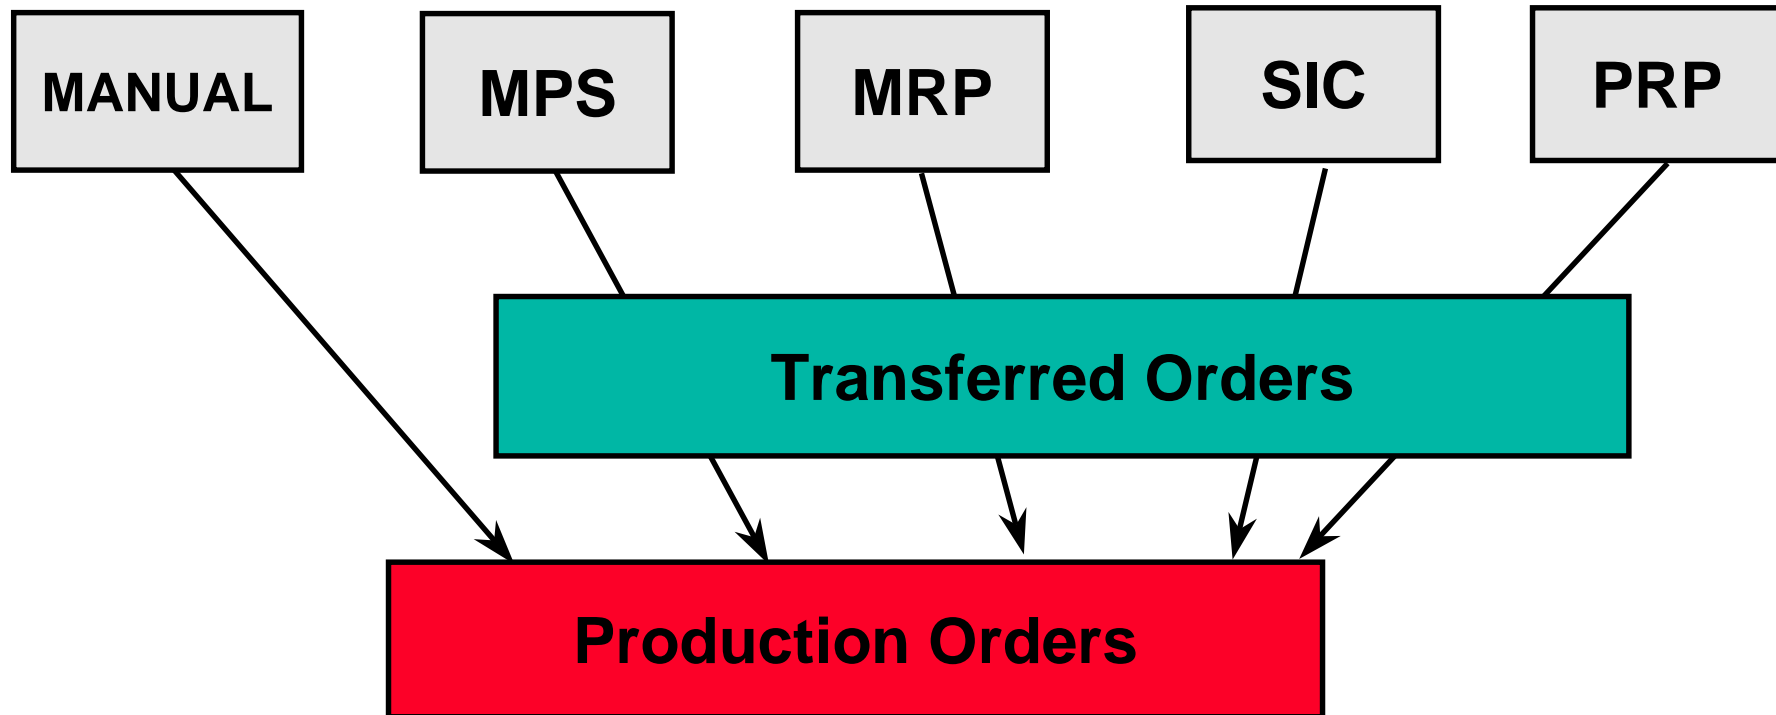 MANUAL
MPS
MRP
SIC
PRP
Transferred Orders
Production Orders